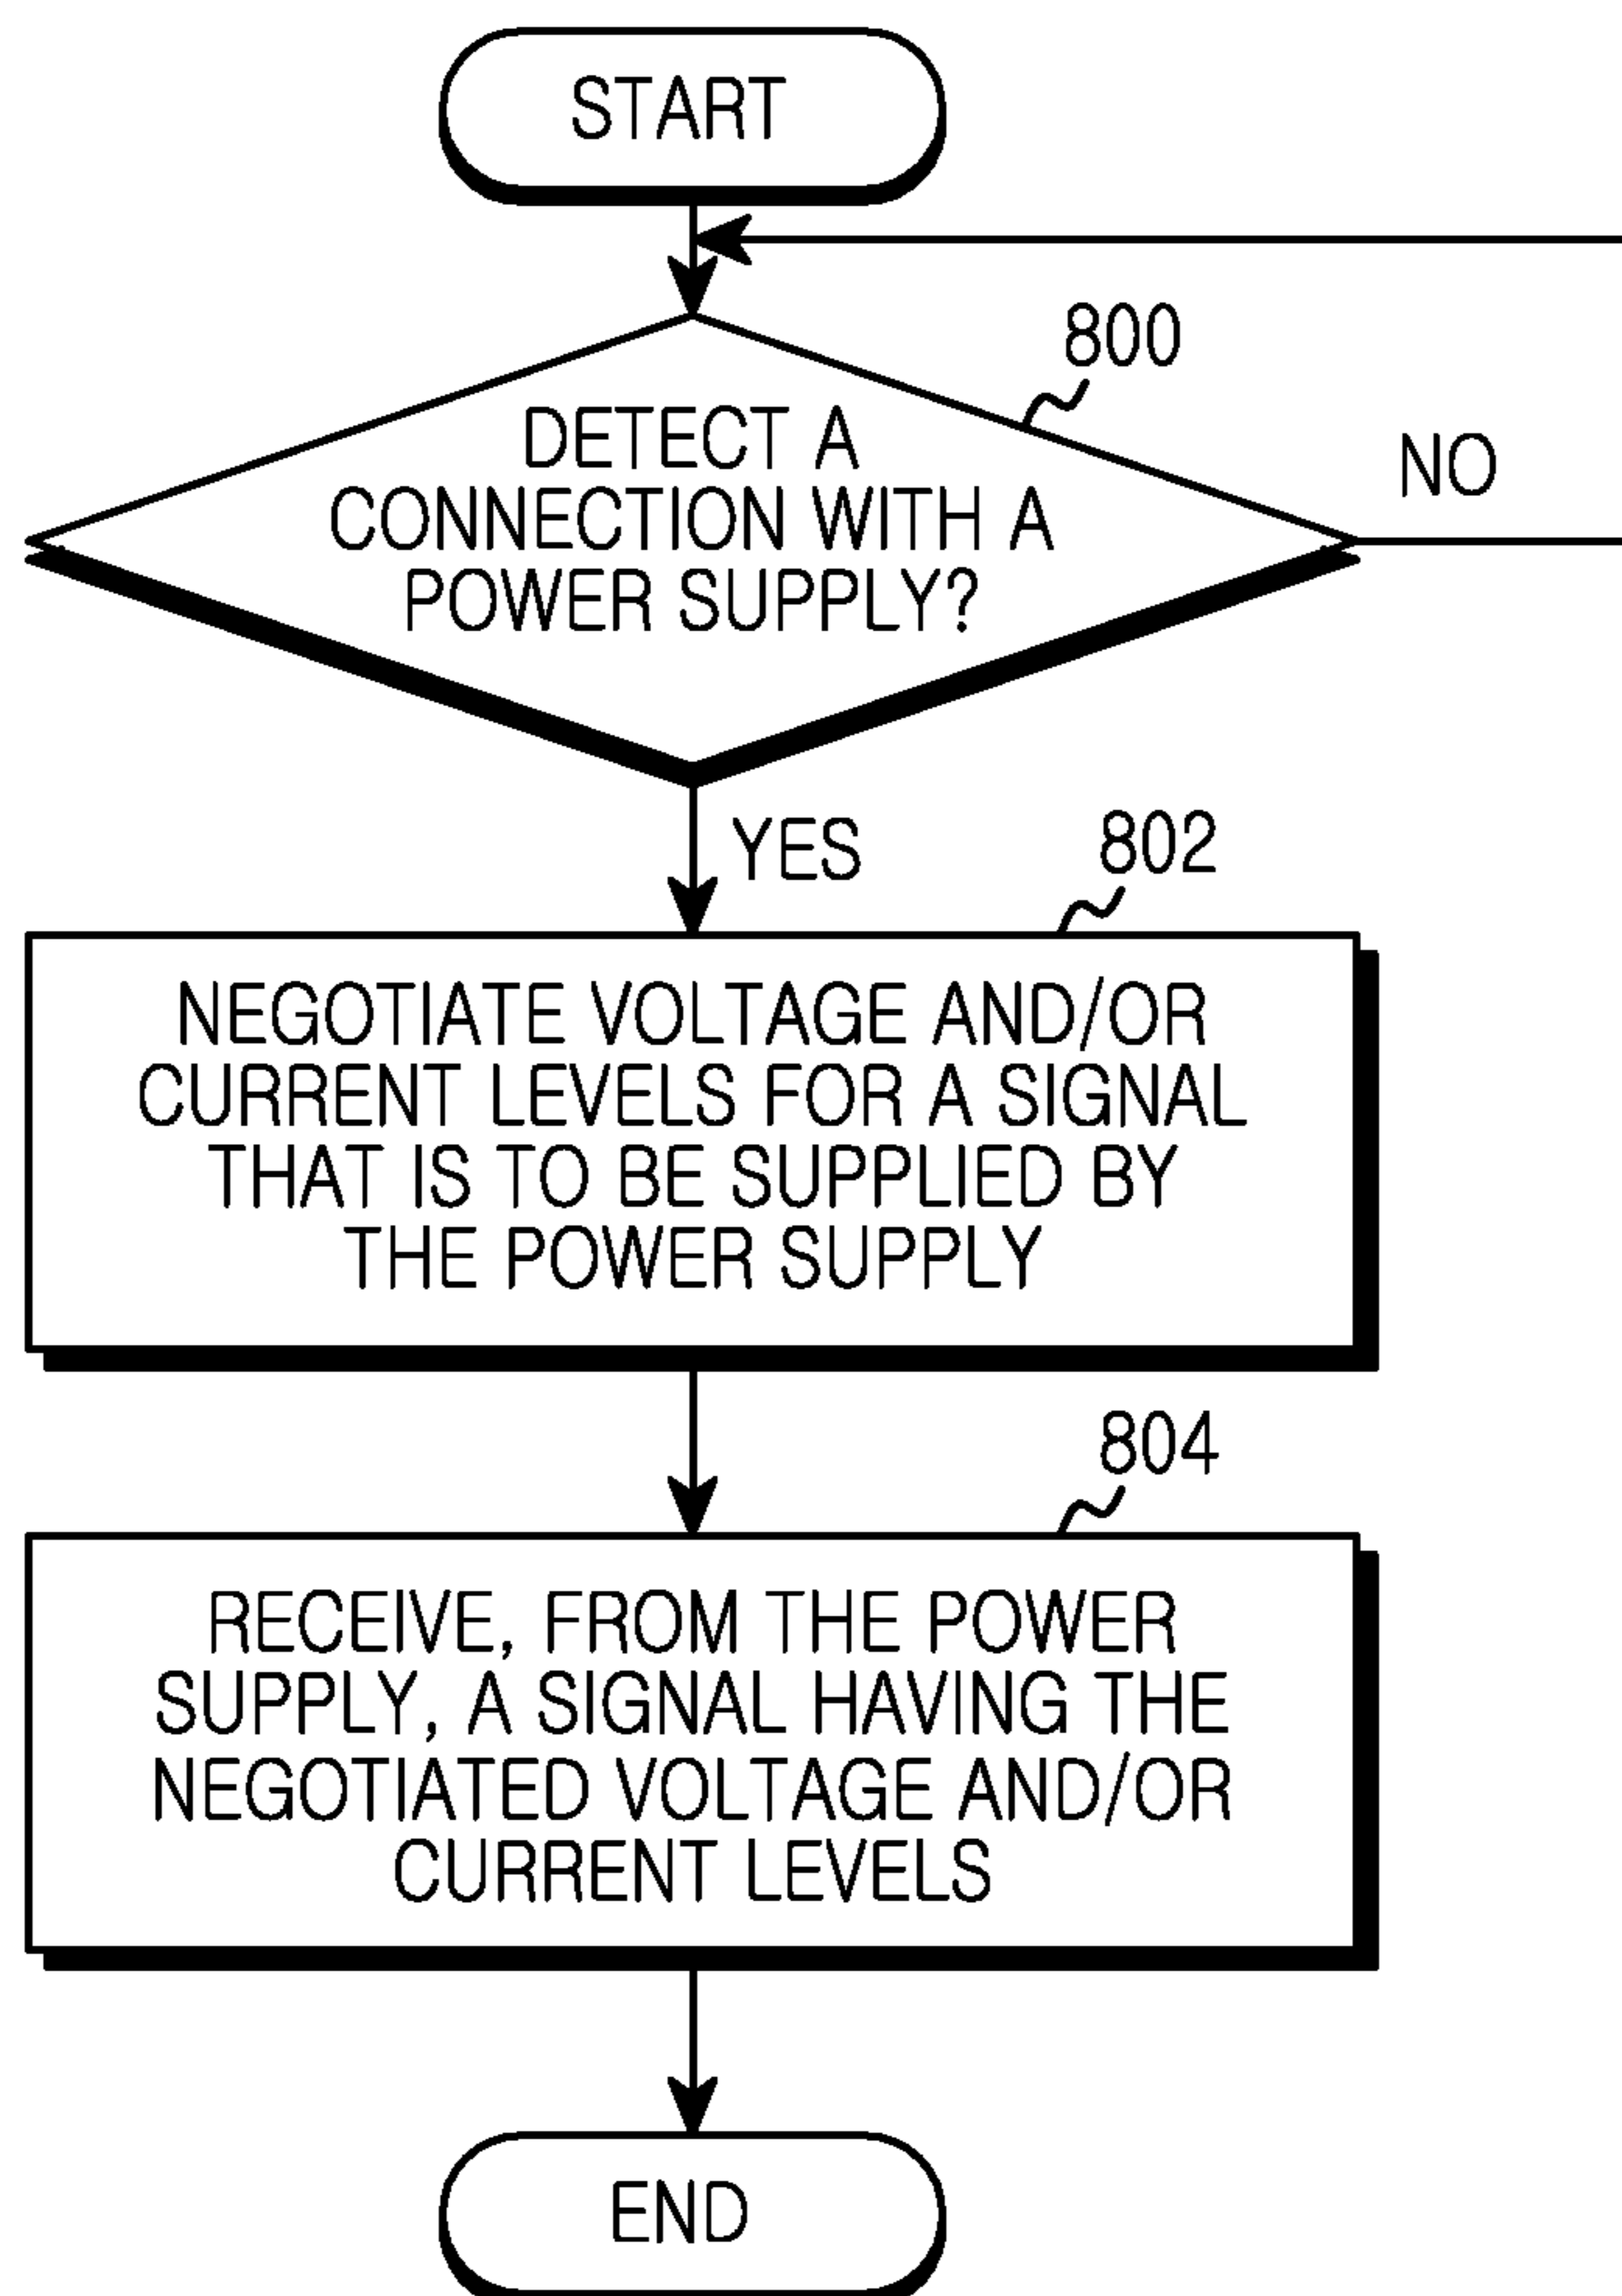 START
800
DETECT A
CONNECTION WITH A
POWER SUPPLY?
NO
YES
802
NEGOTIATE VOLTAGE AND/OR
CURRENT LEVELS FOR A SIGNAL
THAT IS TO BE SUPPLIED BY
THE POWER SUPPLY
804
RECEIVE, FROM THE POWER
SUPPLY, A SIGNAL HAVING THE
NEGOTIATED VOLTAGE AND/OR
CURRENT LEVELS
END